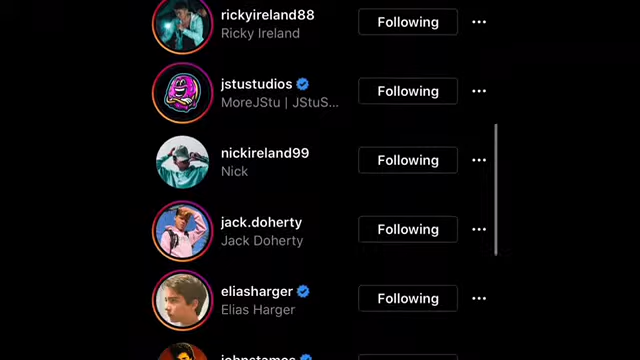 rickyireland88
Ricky Ireland
Following
jstustudios
MoreJStu | JStuS...
Following
nickireland99
Nick
Following
jack.doherty
Jack Doherty
Following
eliasharger
Elias Harger
Following
johnstamos